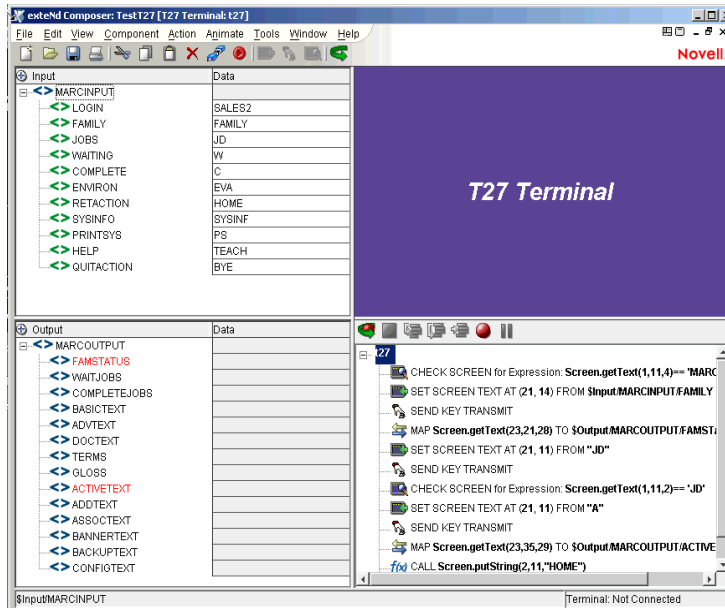 exteNd Composer: TestT27 [T27 Terminal: t27]
File Edit View Component Action Animate Tools Window Help
Novell
Input Data
MARCINPUT
LOGIN SALES2
FAMILY FAMILY
JOBS JD
WAITING W
COMPLETE C
ENVIRON EVA
RETACTION HOME
SYSINFO SYSINF
PRINTSYS PS
HELP TEACH
QUITACTION BYE
T27 Terminal
Output Data
MARCOUTPUT
FAMSTATUS
WAITJOBS
COMPLETEJOBS
BASICTEXT
ADVTEXT
DOCTEXT
TERMS
GLOSS
ACTIVETEXT
ADDTEXT
ASSOCTEXT
BANNERTEXT
BACKUPTEXT
CONFIGTEXT
t27
CHECK SCREEN for Expression: Screen.getText(1,11,4)== 'MARC
SET SCREEN TEXT AT (21, 14) FROM $Input/MARCINPUT/FAMILY
SEND KEY TRANSMIT
MAP Screen.getText(23,21,28) TO $Output/MARCOUTPUT/FAMSTA
SET SCREEN TEXT AT (21, 11) FROM "JD"
SEND KEY TRANSMIT
CHECK SCREEN for Expression: Screen.getText(1,11,2)== 'JD'
SET SCREEN TEXT AT (21, 11) FROM "A"
SEND KEY TRANSMIT
MAP Screen.getText(23,35,29) TO $Output/MARCOUTPUT/ACTIVE
f(x) CALL Screen.putString(2,11,"HOME")
$Input/MARCINPUT
Terminal: Not Connected